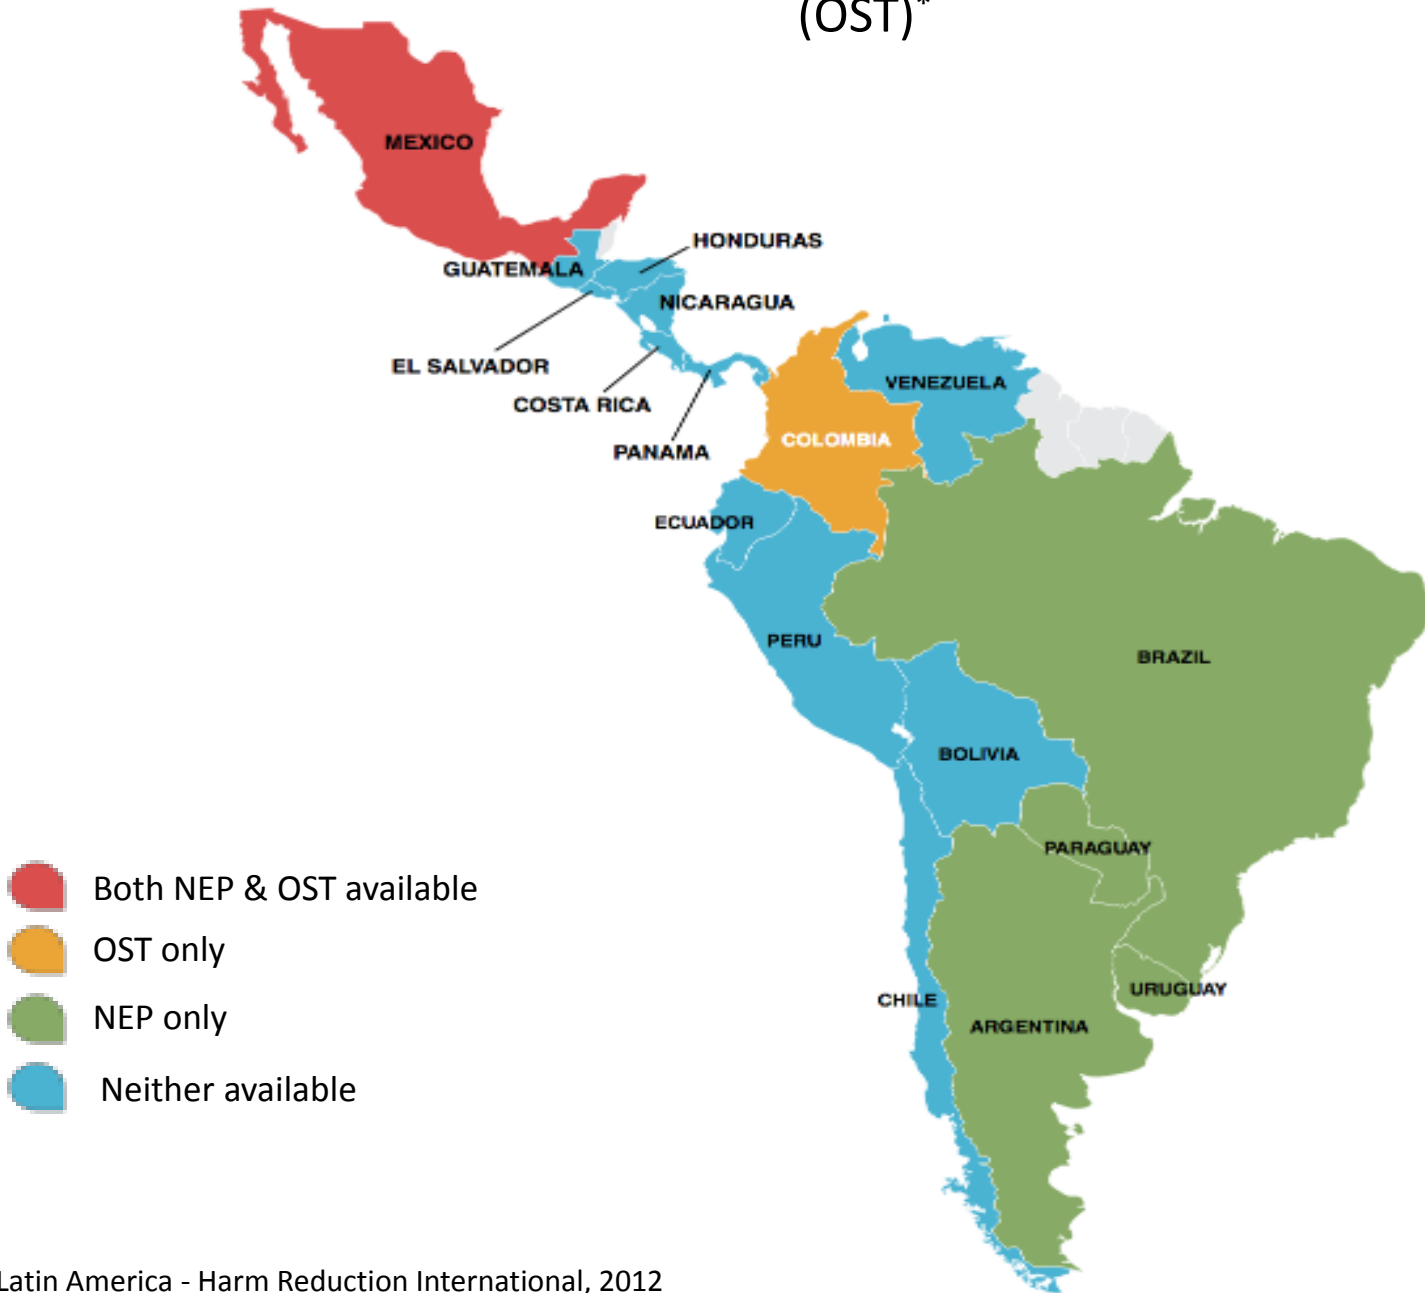 (OST)*
MEXICO
HONDURAS
GUATEMALA
NICARAGUA
EL SALVADOR
COSTA RICA
PANAMA
VENEZUELA
COLOMBIA
ECUADOR
PERU
BRAZIL
BOLIVIA
PARAGUAY
URUGUAY
CHILE
ARGENTINA
Both NEP & OST available
OST only
NEP only
Neither available
Latin America - Harm Reduction International, 2012